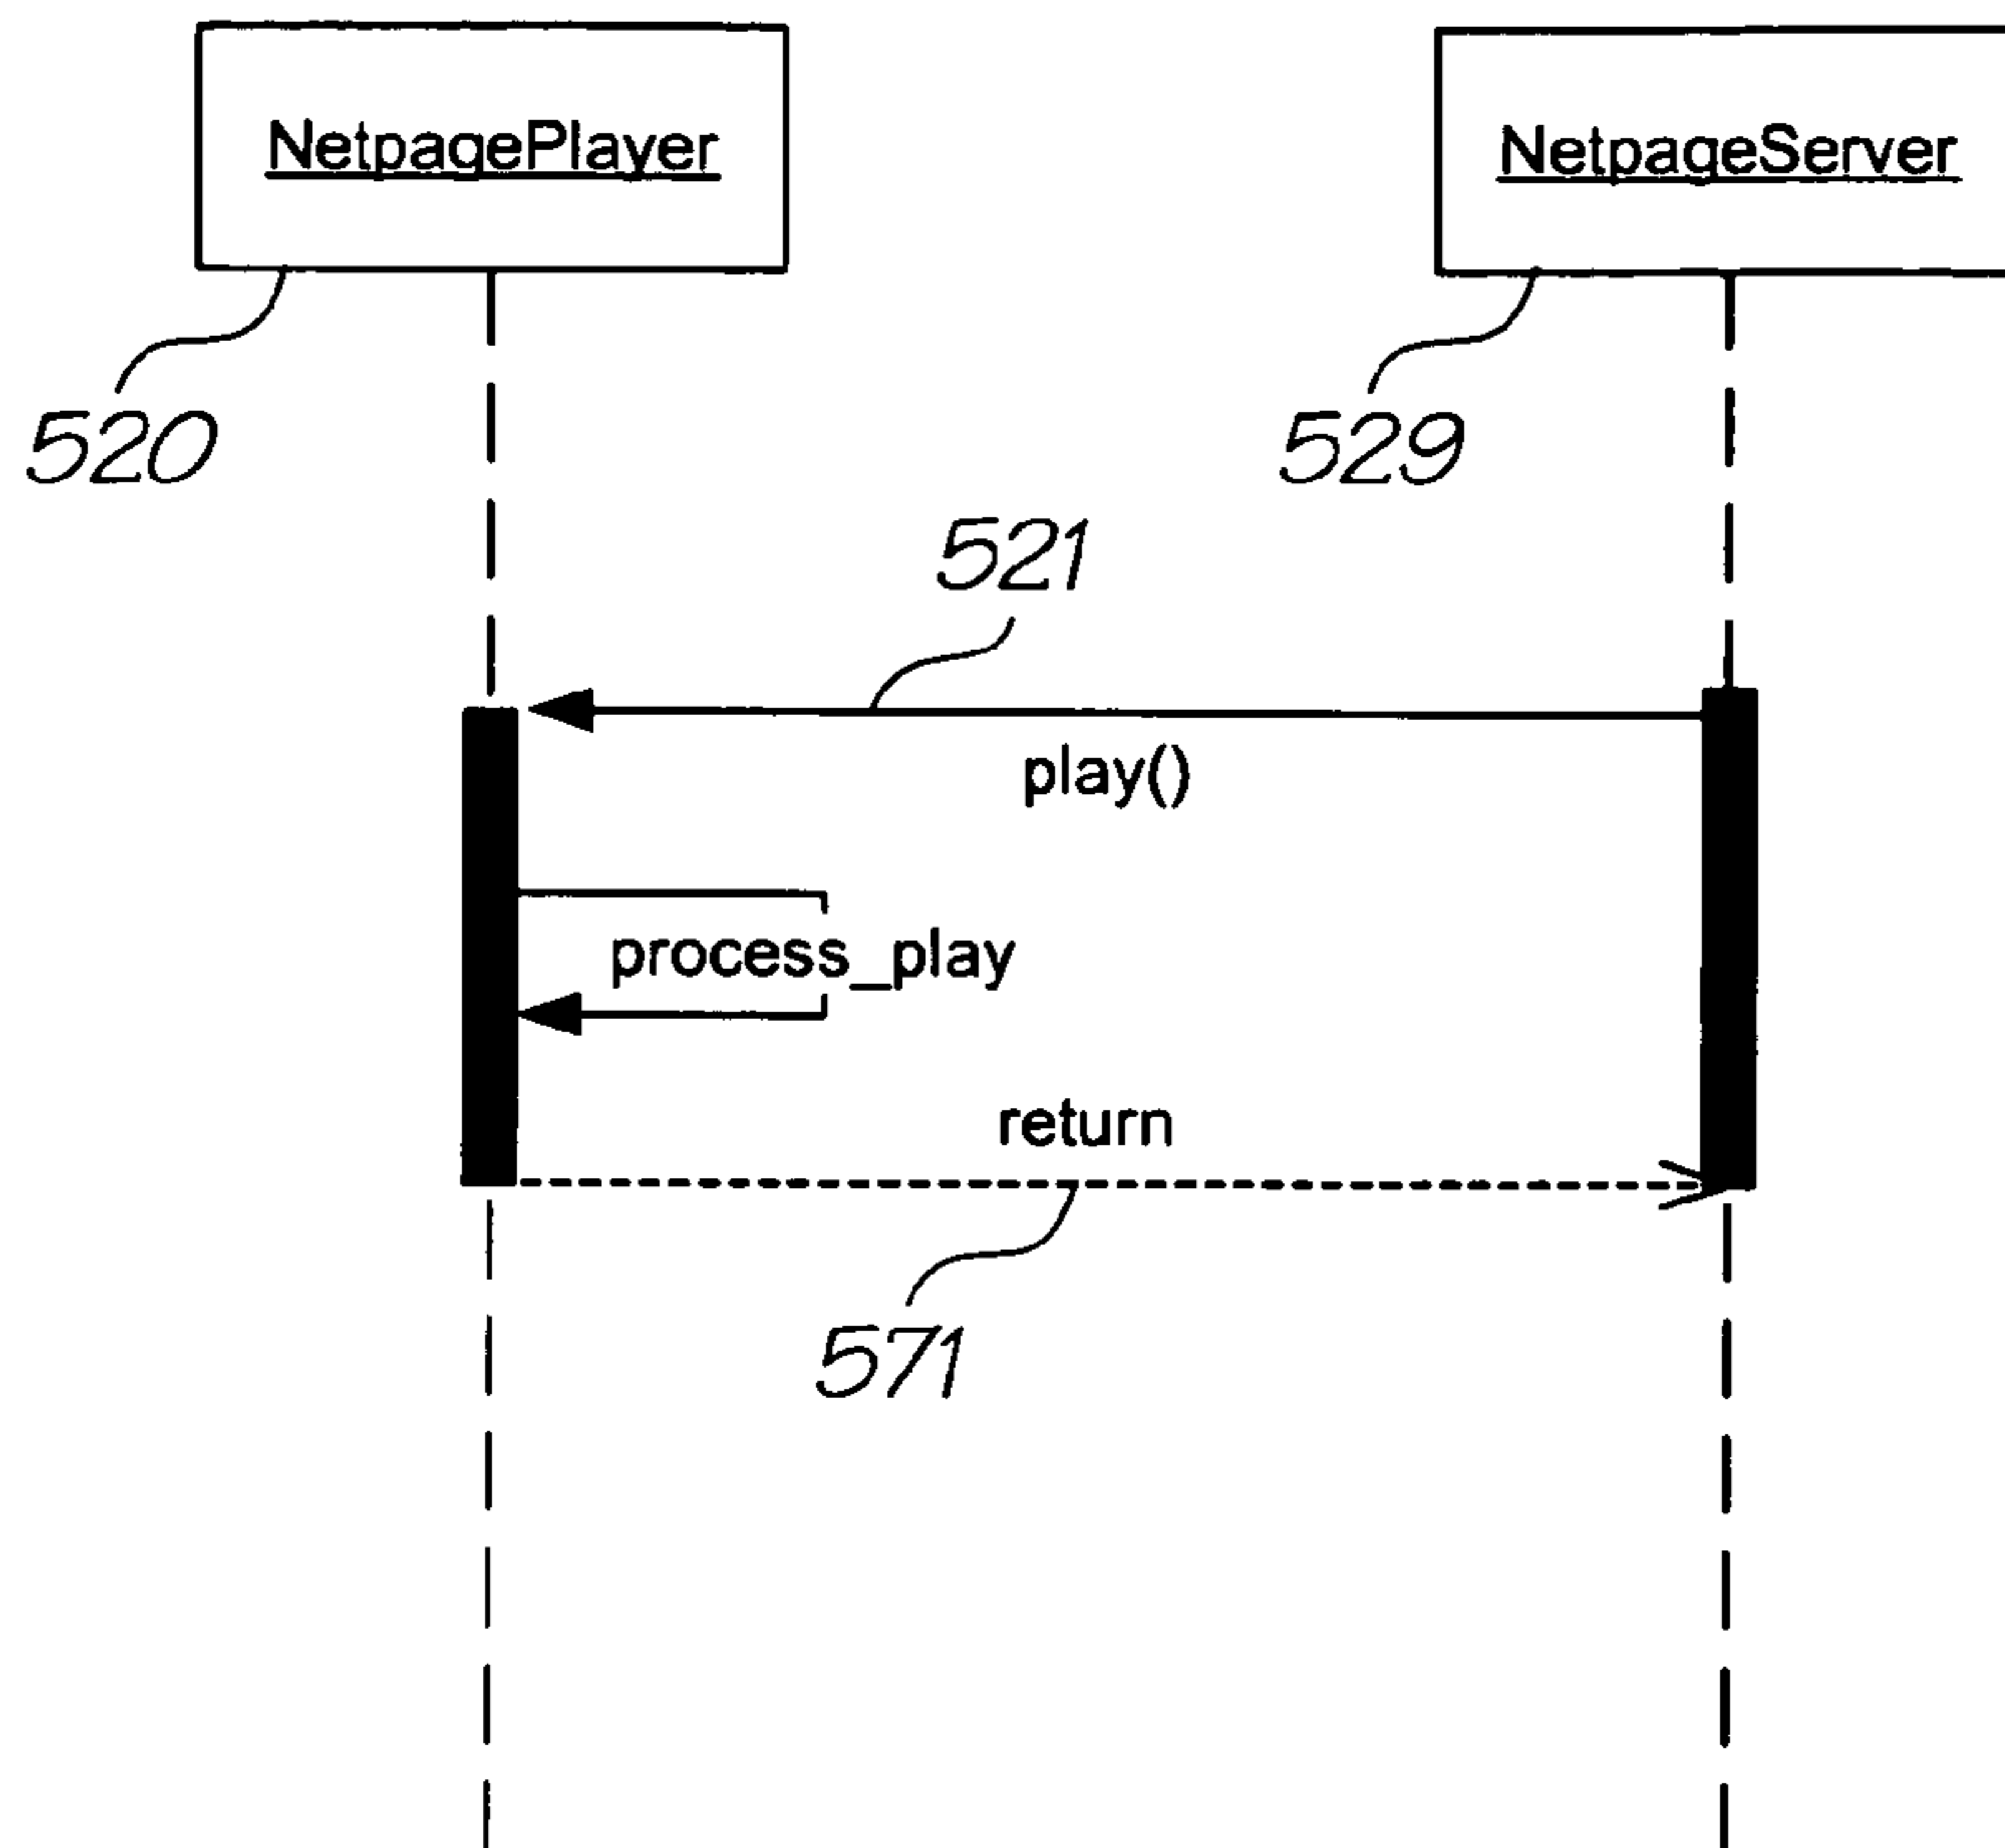 NetpagePlayer
NetpageServer
520
529
521
play()
process_play
return
571